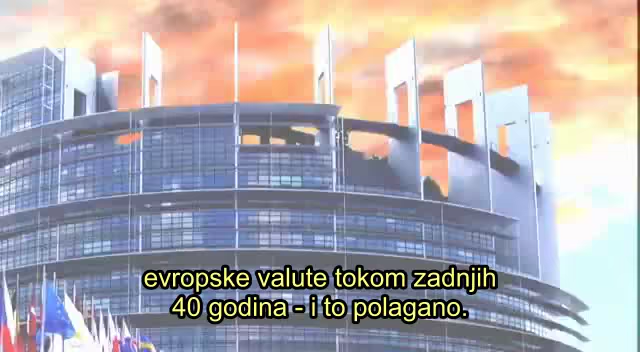 evropske valute tokom zadnjih
40 godina - i to polagano.